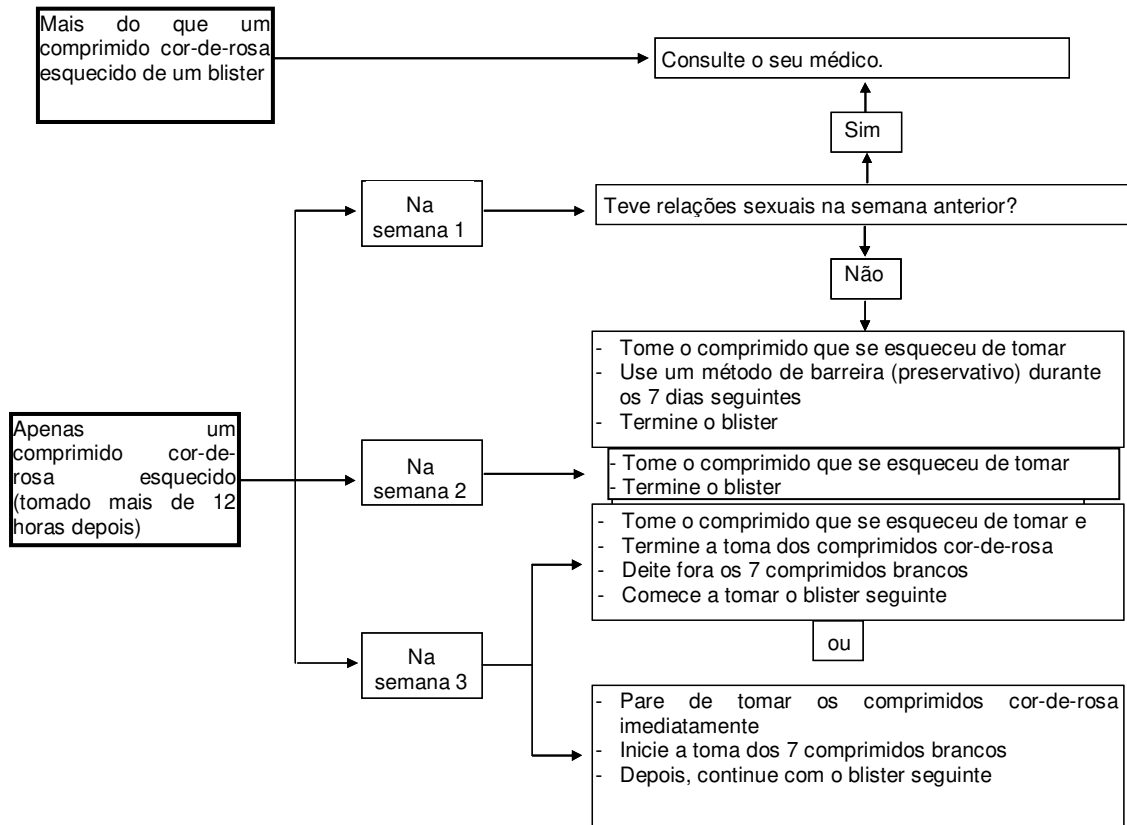 Mais do que um
comprimido cor-de-rosa
esquecido de um blister
Consulte o seu médico.
Sim
Na
semana 1
Teve relações sexuais na semana anterior?
Não
- Tome o comprimido que se esqueceu de tomar
- Use um método de barreira (preservativo) durante
os 7 dias seguintes
- Termine o blister
Apenas um
comprimido cor-de-
rosa esquecido
(tomado mais de 12
horas depois)
Na
semana 2
- Tome o comprimido que se esqueceu de tomar
- Termine o blister
- Tome o comprimido que se esqueceu de tomar e
- Termine a toma dos comprimidos cor-de-rosa
- Deite fora os 7 comprimidos brancos
- Comece a tomar o blister seguinte
ou
Na
semana 3
- Pare de tomar os comprimidos cor-de-rosa
imediatamente
- Inicie a toma dos 7 comprimidos brancos
- Depois, continue com o blister seguinte